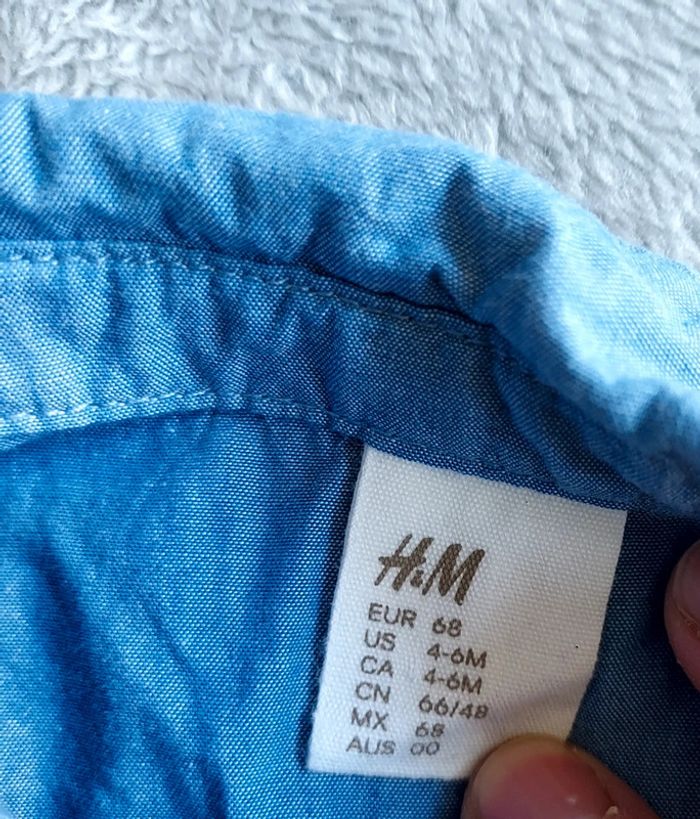 H&M
EUR 68
US 4-6M
CA 4-6M
CN 66/48
MX 68
AUS 00